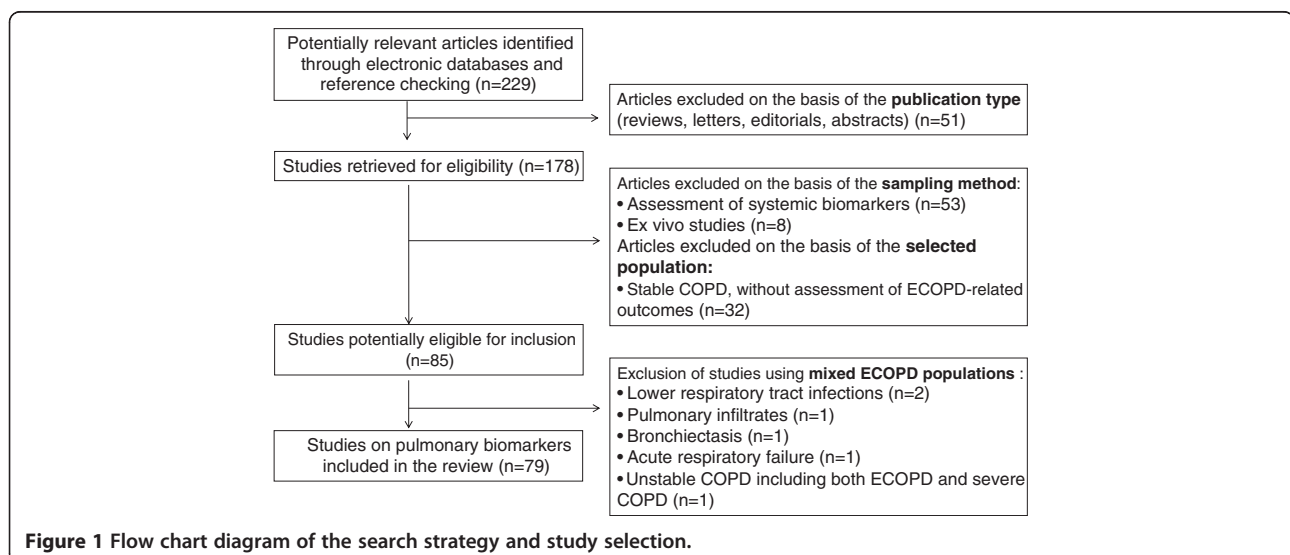 Potentially relevant articles identified
through electronic databases and
reference checking (n=229)
Articles excluded on the basis of the publication type
(reviews, letters, editorials, abstracts) (n=51)
Studies retrieved for eligibility (n=178)
Articles excluded on the basis of the sampling method:
• Assessment of systemic biomarkers (n=53)
• Ex vivo studies (n=8)
Articles excluded on the basis of the selected
population:
• Stable COPD, without assessment of ECOPD-related
outcomes (n=32)
Studies potentially eligible for inclusion
(n=85)
Exclusion of studies using mixed ECOPD populations :
• Lower respiratory tract infections (n=2)
• Pulmonary infiltrates (n=1)
• Bronchiectasis (n=1)
• Acute respiratory failure (n=1)
• Unstable COPD including both ECOPD and severe
COPD (n=1)
Studies on pulmonary biomarkers
included in the review (n=79)
Figure 1 Flow chart diagram of the search strategy and study selection.